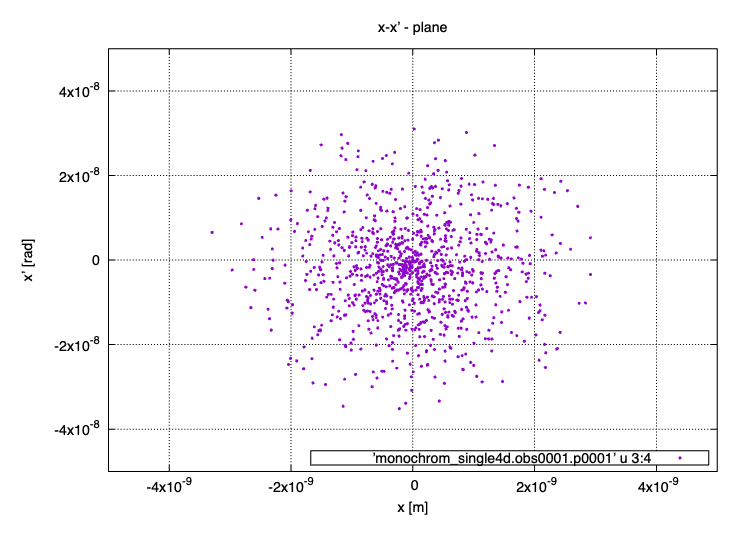 x-x’ - plane
4x10⁻⁸
2x10⁻⁸
0
-2x10⁻⁸
-4x10⁻⁸
x’ [rad]
'monochrom_single4d.obs0001.p0001’ u 3:4
-4x10⁻⁹
-2x10⁻⁹
0
2x10⁻⁹
4x10⁻⁹
x [m]